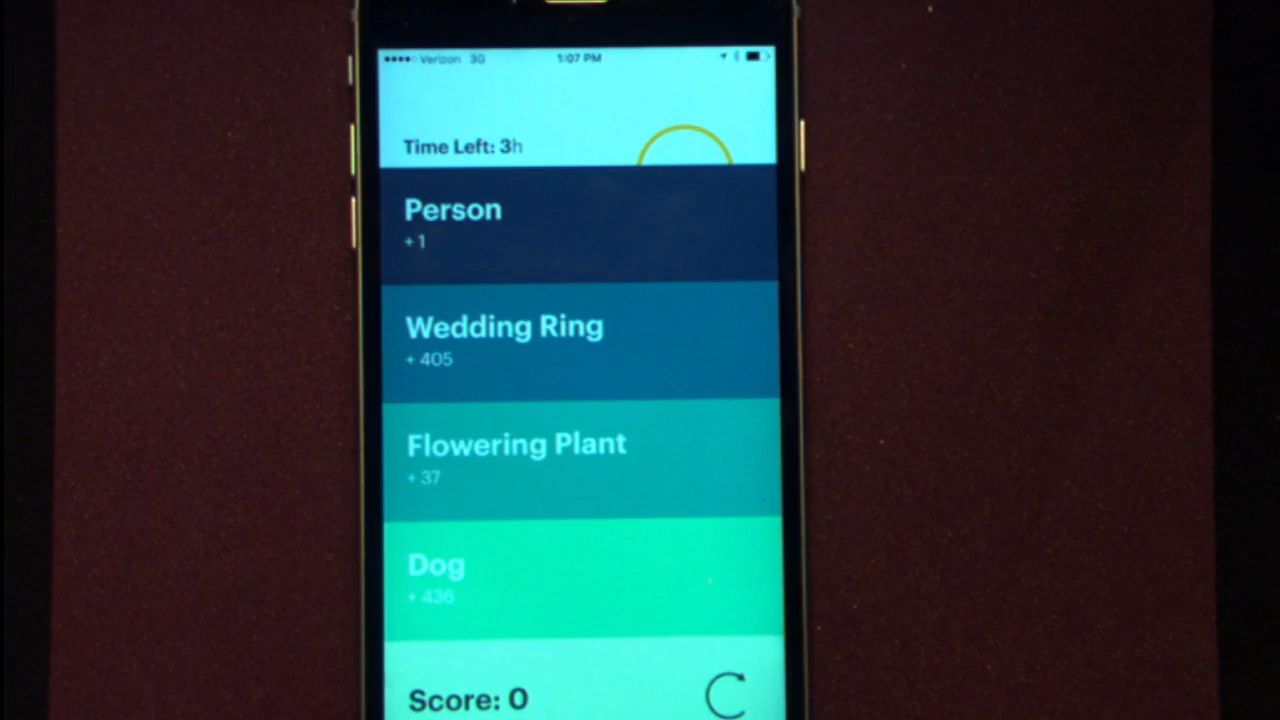 Verizon 3G 1:07 PM
Time Left: 3h
Person
+ 1
Wedding Ring
+ 405
Flowering Plant
+ 37
Dog
+ 436
Score: 0